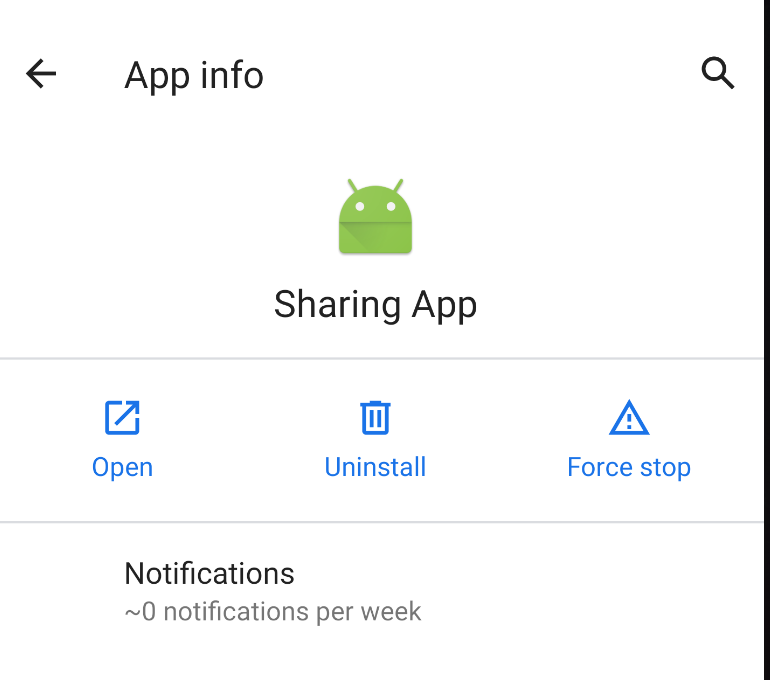 App info
Sharing App
Open
Uninstall
Force stop
Notifications
~0 notifications per week